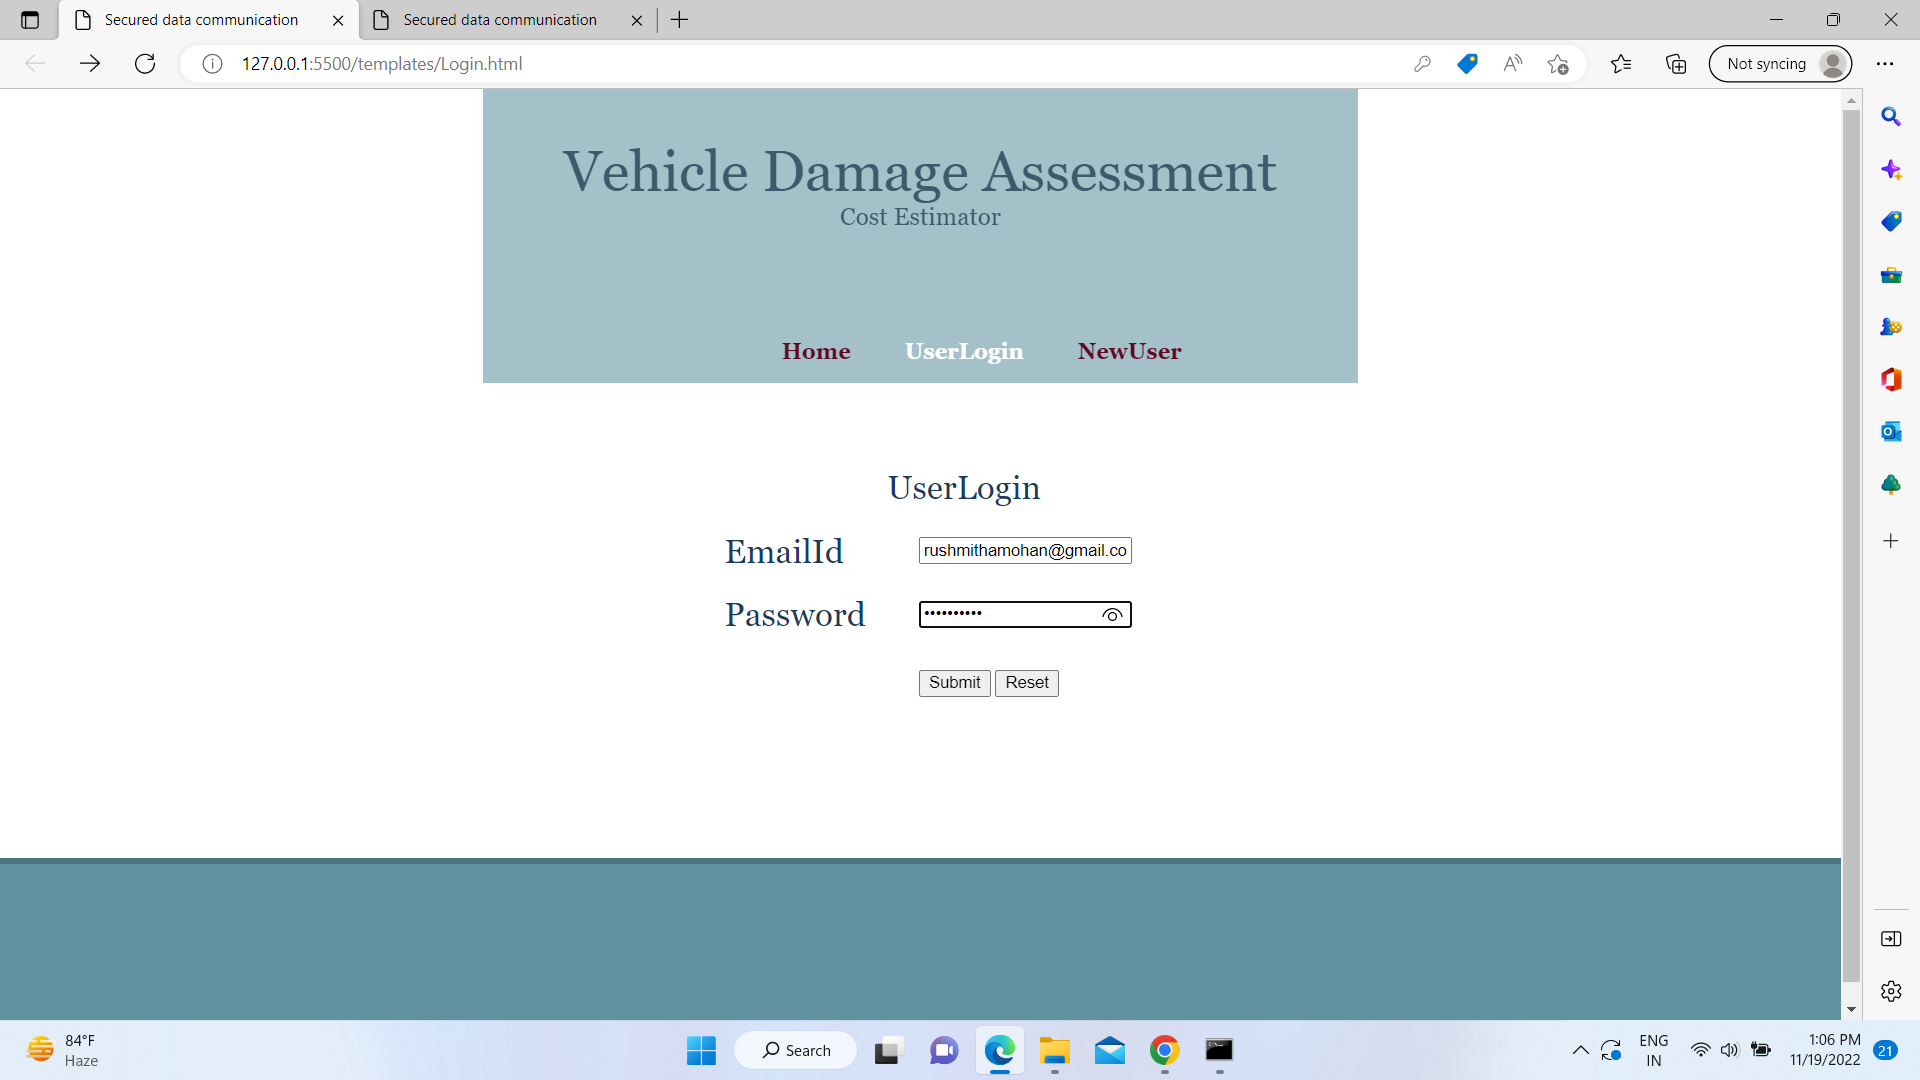 Secured data communication
Secured data communication
127.0.0.1:5500/templates/Login.html
Not syncing
Vehicle Damage Assessment
Cost Estimator
Home UserLogin NewUser
UserLogin
EmailId rushmithamohan@gmail.co
Password ••••••••••
Submit Reset
84°F
Haze
Search
ENG
IN
1:06 PM
11/19/2022
21